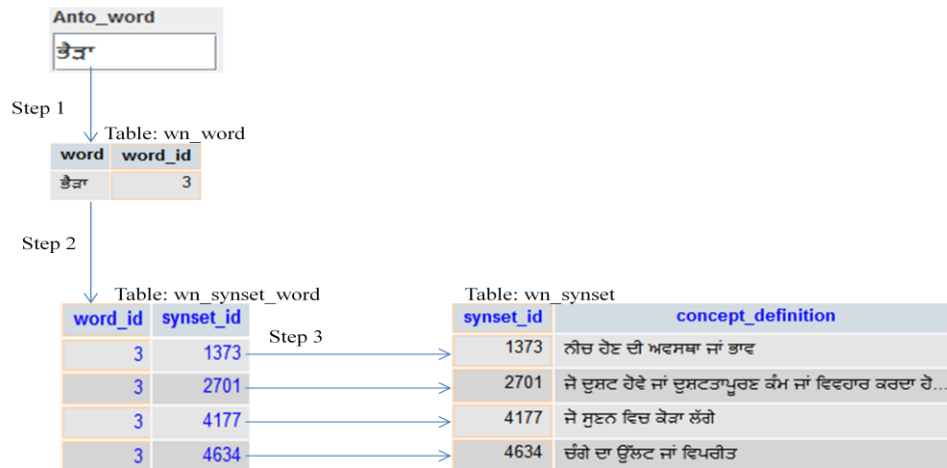 Anto_word
ਭੈੜਾ
Step 1
Table: wn_word
word word_id
ਭੈੜਾ 3
Step 2
Table: wn_synset_word
word_id synset_id
3 1373
3 2701
3 4177
3 4634
Step 3
Table: wn_synset
synset_id concept_definition
1373 ਨੀਚ ਹੋਣ ਦੀ ਅਵਸਥਾ ਜਾਂ ਭਾਵ
2701 ਜੋ ਦੁਸ਼ਟ ਹੋਵੇ ਜਾਂ ਦੁਸ਼ਟਤਾਪੂਰਣ ਕੰਮ ਜਾਂ ਵਿਵਹਾਰ ਕਰਦਾ ਹੋ...
4177 ਜੋ ਸੁਣਨ ਵਿਚ ਕੋੜਾ ਲੱਗੇ
4634 ਚੰਗੇ ਦਾ ਉੱਲਟ ਜਾਂ ਵਿਪਰੀਤ